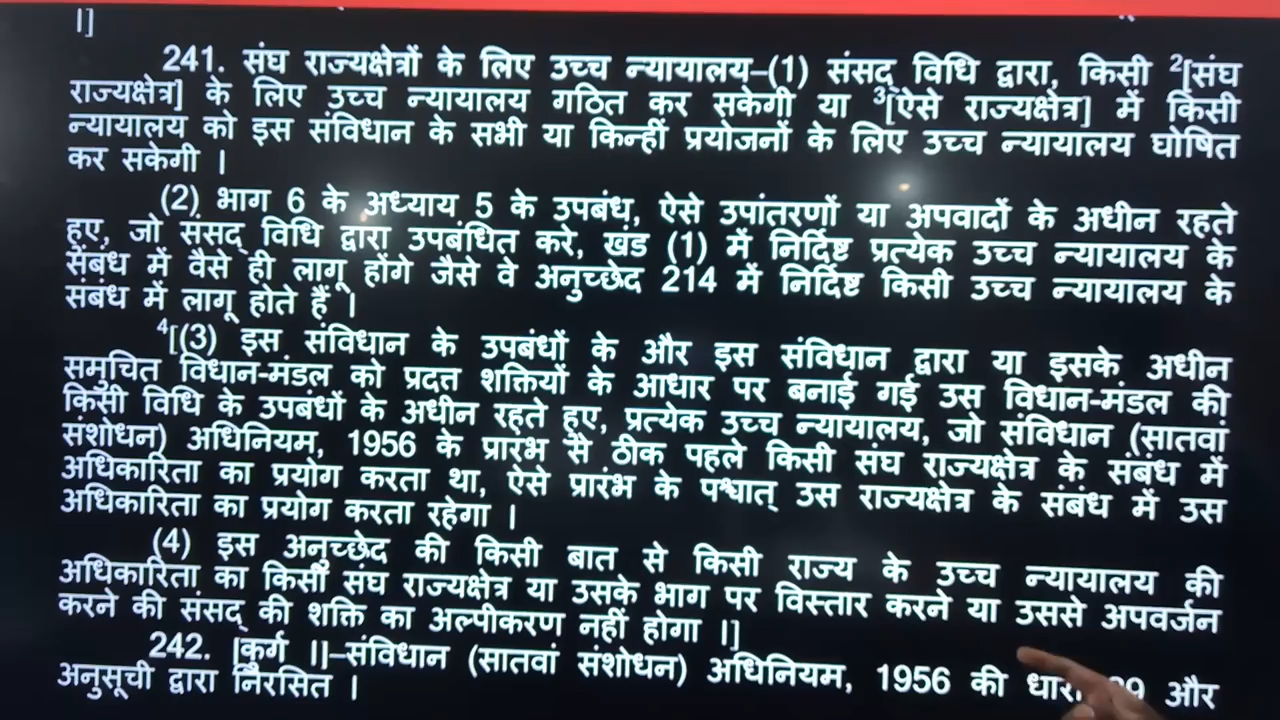 ।]
241. संघ राज्यक्षेत्रों के लिए उच्च न्यायालय–(1) संसद् विधि द्वारा, किसी ²[संघ
राज्यक्षेत्र] के लिए उच्च न्यायालय गठित कर सकेगी या ³[ऐसे राज्यक्षेत्र] में किसी
न्यायालय को इस संविधान के सभी या किन्हीं प्रयोजनों के लिए उच्च न्यायालय घोषित
कर सकेगी ।
(2) भाग 6 के अध्याय 5 के उपबंध, ऐसे उपांतरणों या अपवादों के अधीन रहते
हुए, जो संसद् विधि द्वारा उपबंधित करे, खंड (1) में निर्दिष्ट प्रत्येक उच्च न्यायालय के
संबंध में वैसे ही लागू होंगे जैसे वे अनुच्छेद 214 में निर्दिष्ट किसी उच्च न्यायालय के
संबंध में लागू होते हैं ।
⁴[(3) इस संविधान के उपबंधों के और इस संविधान द्वारा या इसके अधीन
समुचित विधान-मंडल को प्रदत्त शक्तियों के आधार पर बनाई गई उस विधान-मंडल की
किसी विधि के उपबंधों के अधीन रहते हुए, प्रत्येक उच्च न्यायालय, जो संविधान (सातवां
संशोधन) अधिनियम, 1956 के प्रारंभ से ठीक पहले किसी संघ राज्यक्षेत्र के संबंध में
अधिकारिता का प्रयोग करता था, ऐसे प्रारंभ के पश्चात् उस राज्यक्षेत्र के संबंध में उस
अधिकारिता का प्रयोग करता रहेगा ।
(4) इस अनुच्छेद की किसी बात से किसी राज्य के उच्च न्यायालय की
अधिकारिता का किसी संघ राज्यक्षेत्र या उसके भाग पर विस्तार करने या उससे अपवर्जन
करने की संसद् की शक्ति का अल्पीकरण नहीं होगा ।]
242. [कुर्ग ।]–संविधान (सातवां संशोधन) अधिनियम, 1956 की और
अनुसूची द्वारा निरसित ।